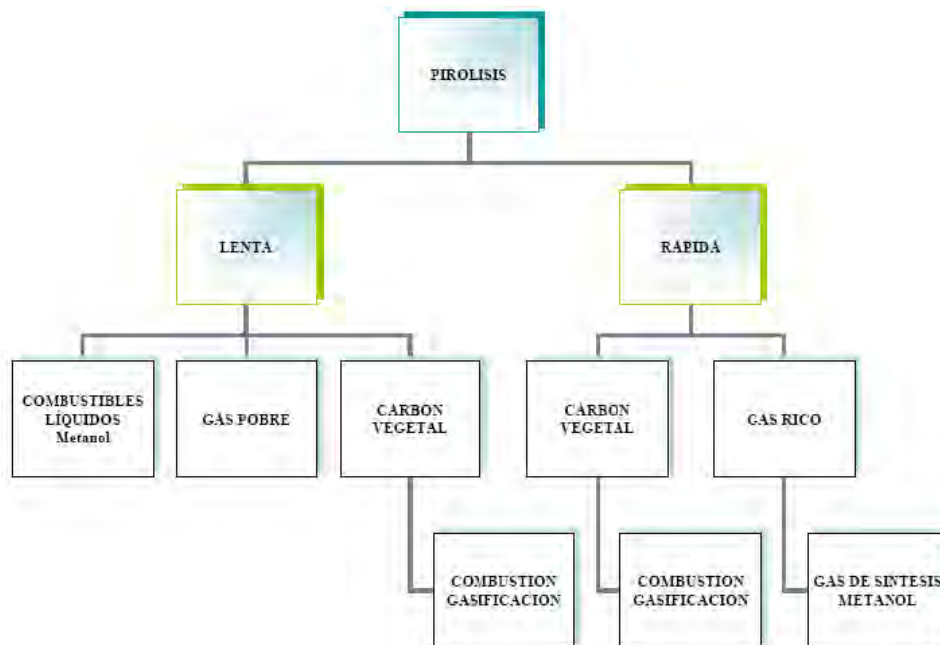 PIROLISIS
LENTA
RAPIDA
COMBUSTIBLES
LÍQUIDOS
Metanol
GAS POBRE
CARBON
VEGETAL
CARBON
VEGETAL
GAS RICO
COMBUSTION
GASIFICACION
COMBUSTION
GASIFICACION
GAS DE SINTESIS
METANOL